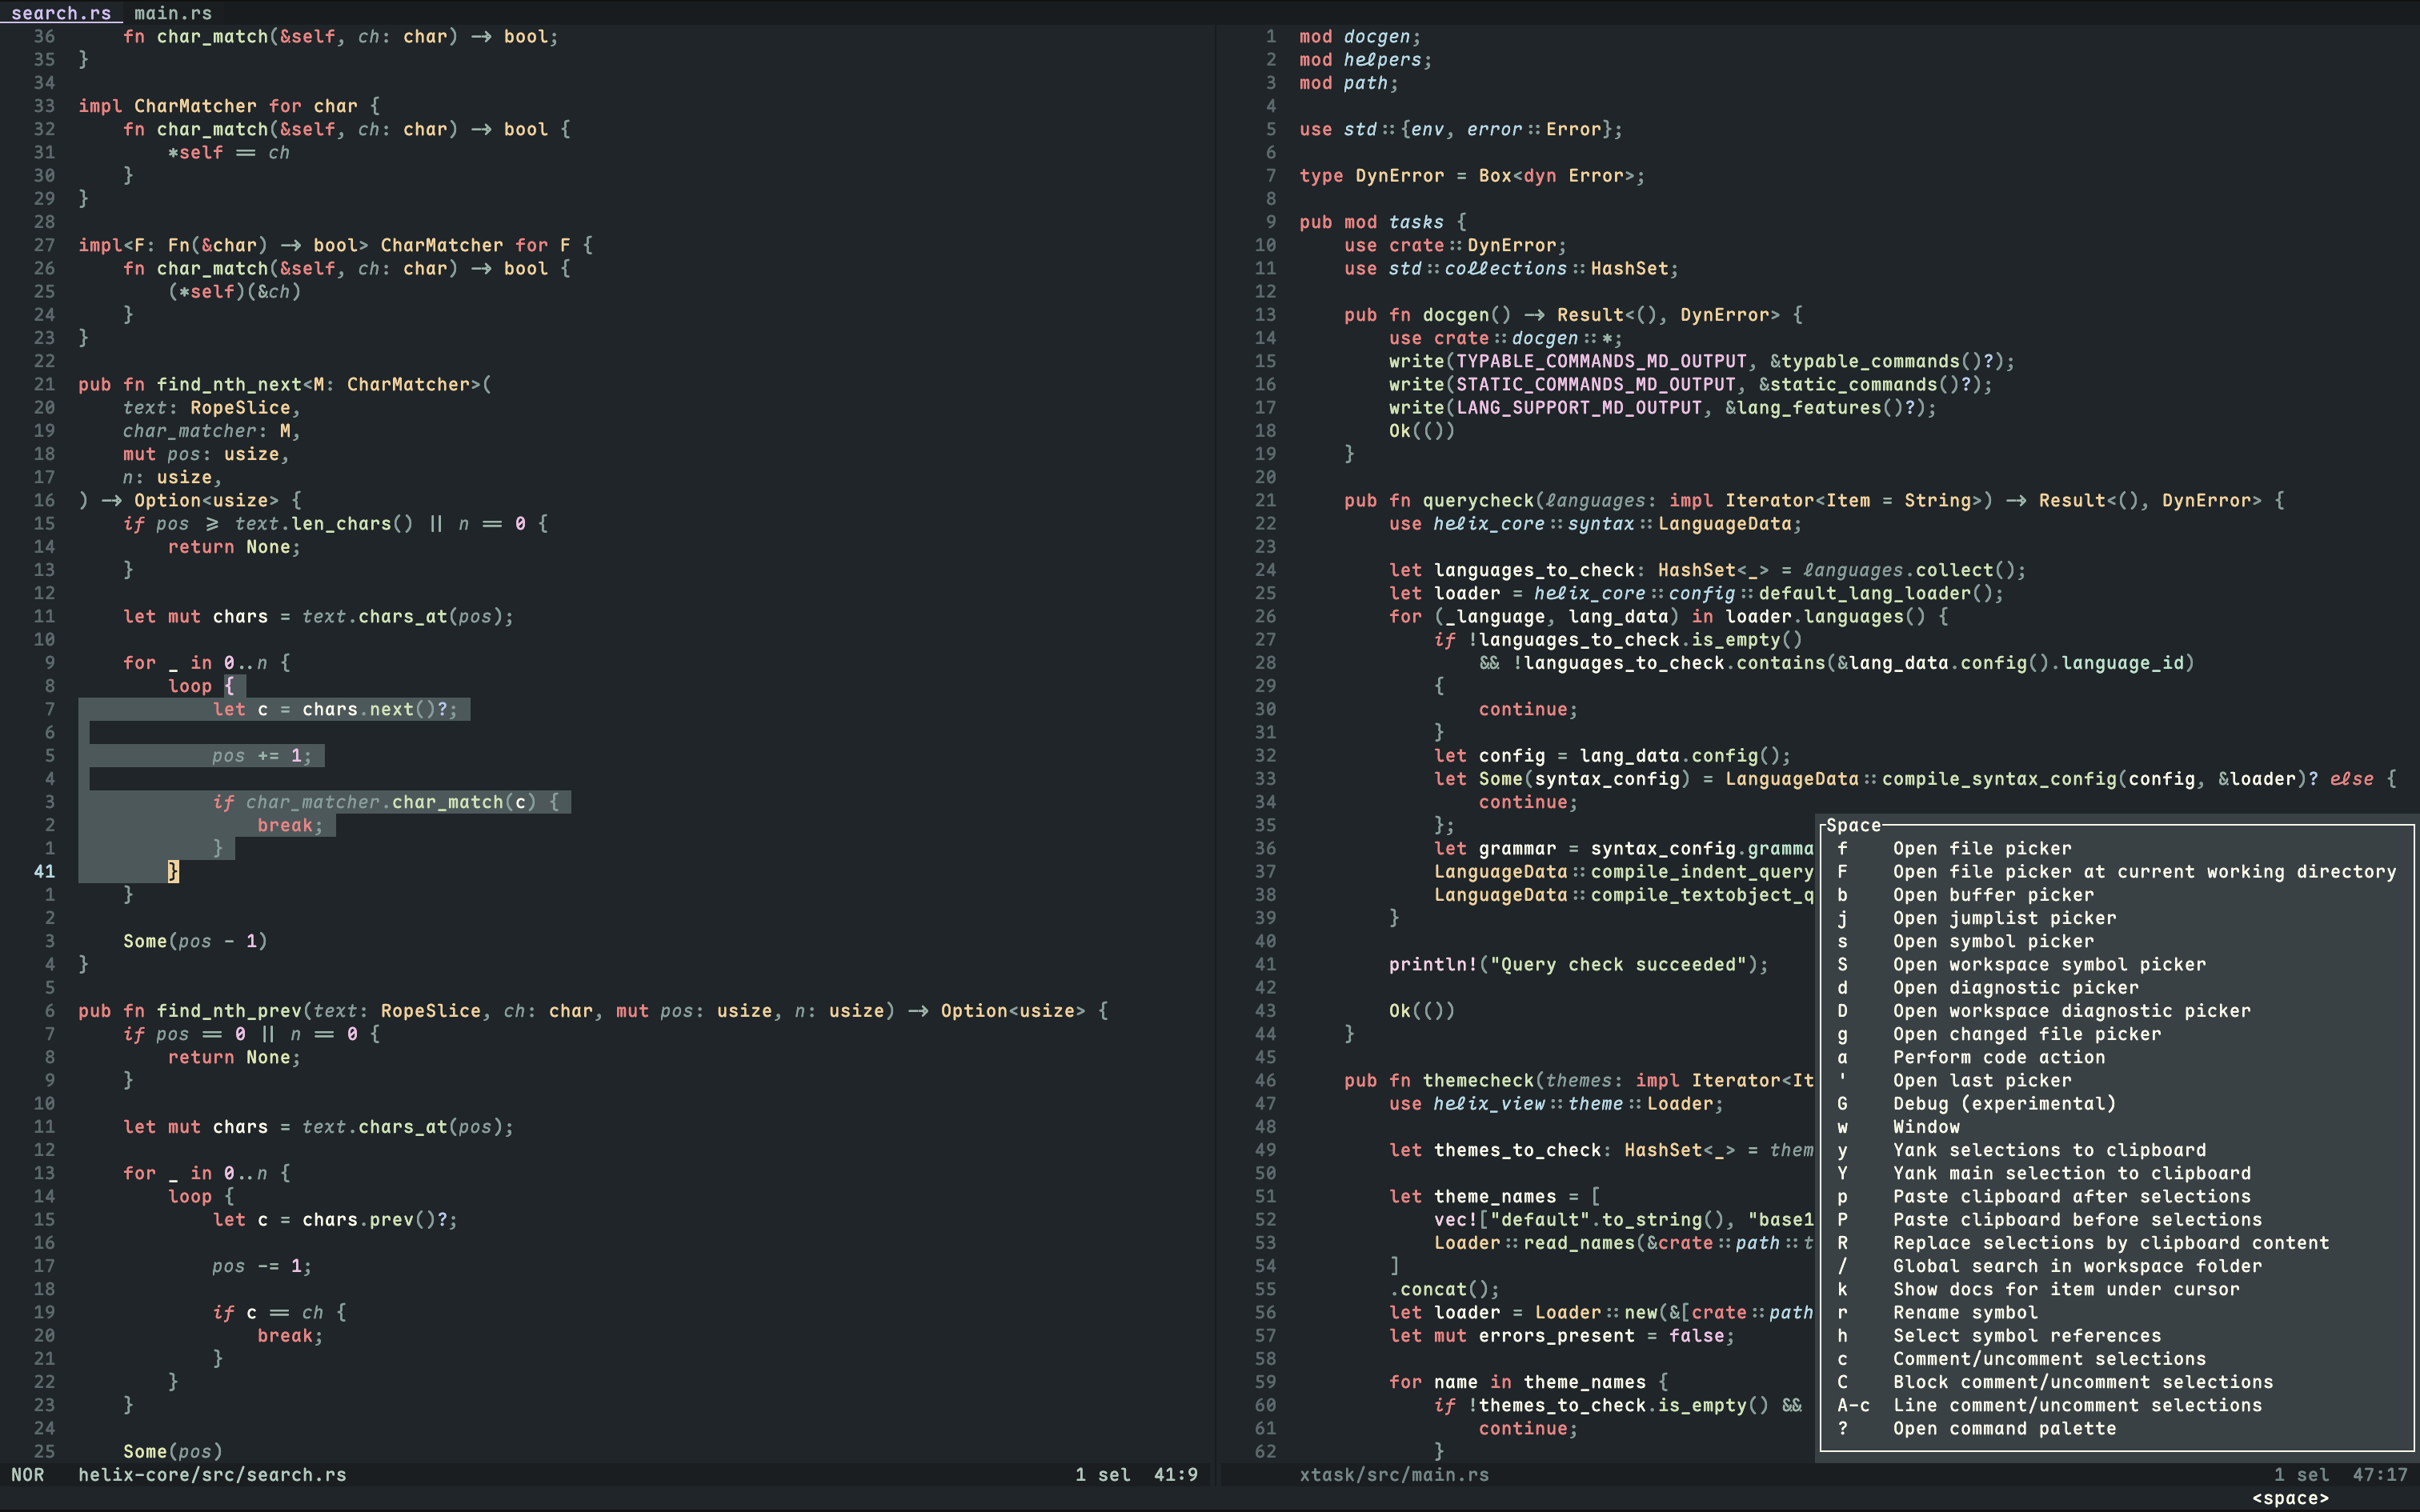 search.rs  main.rs
36      fn char_match(&self, ch: char) -> bool;
35  }
34
33  impl CharMatcher for char {
32      fn char_match(&self, ch: char) -> bool {
31          *self == ch
30      }
29  }
28
27  impl<F: Fn(&char) -> bool> CharMatcher for F {
26      fn char_match(&self, ch: char) -> bool {
25          (*self)(&ch)
24      }
23  }
22
21  pub fn find_nth_next<M: CharMatcher>(
20      text: RopeSlice,
19      char_matcher: M,
18      mut pos: usize,
17      n: usize,
16  ) -> Option<usize> {
15      if pos >= text.len_chars() || n == 0 {
14          return None;
13      }
12
11      let mut chars = text.chars_at(pos);
10
9      for _ in 0..n {
8          loop {
7              let c = chars.next()?;
6
5              pos += 1;
4
3              if char_matcher.char_match(c) {
2                  break;
1              }
41          }
1      }
2
3      Some(pos - 1)
4  }
5
6  pub fn find_nth_prev(text: RopeSlice, ch: char, mut pos: usize, n: usize) -> Option<usize> {
7      if pos == 0 || n == 0 {
8          return None;
9      }
10
11      let mut chars = text.chars_at(pos);
12
13      for _ in 0..n {
14          loop {
15              let c = chars.prev()?;
16
17              pos -= 1;
18
19              if c == ch {
20                  break;
21              }
22          }
23      }
24
25      Some(pos)
NOR  helix-core/src/search.rs  1 sel  41:9
1  mod docgen;
2  mod helpers;
3  mod path;
4
5  use std::{env, error::Error};
6
7  type DynError = Box<dyn Error>;
8
9  pub mod tasks {
10      use crate::DynError;
11      use std::collections::HashSet;
12
13      pub fn docgen() -> Result<(), DynError> {
14          use crate::docgen::*;
15          write(TYPABLE_COMMANDS_MD_OUTPUT, &typable_commands()?);
16          write(STATIC_COMMANDS_MD_OUTPUT, &static_commands()?);
17          write(LANG_SUPPORT_MD_OUTPUT, &lang_features()?);
18          Ok(())
19      }
20
21      pub fn querycheck(languages: impl Iterator<Item = String>) -> Result<(), DynError> {
22          use helix_core::syntax::LanguageData;
23
24          let languages_to_check: HashSet<_> = languages.collect();
25          let loader = helix_core::config::default_lang_loader();
26          for (_language, lang_data) in loader.languages() {
27              if !languages_to_check.is_empty()
28                  && !languages_to_check.contains(&lang_data.config().language_id)
29              {
30                  continue;
31              }
32              let config = lang_data.config();
33              let Some(syntax_config) = LanguageData::compile_syntax_config(config, &loader)? else {
34                  continue;
35              };
36              let grammar = syntax_config.gramma
37              LanguageData::compile_indent_query
38              LanguageData::compile_textobject_q
39          }
40
41          println!("Query check succeeded");
42
43          Ok(())
44      }
45
46      pub fn themecheck(themes: impl Iterator<It
47          use helix_view::theme::Loader;
48
49          let themes_to_check: HashSet<_> = them
50
51          let theme_names = [
52              vec!["default".to_string(), "base1
53              Loader::read_names(&crate::path::t
54          ]
55          .concat();
56          let loader = Loader::new(&[crate::path
57          let mut errors_present = false;
58
59          for name in theme_names {
60              if !themes_to_check.is_empty() &&
61                  continue;
62              }
Space
f  Open file picker
F  Open file picker at current working directory
b  Open buffer picker
j  Open jumplist picker
s  Open symbol picker
S  Open workspace symbol picker
d  Open diagnostic picker
D  Open workspace diagnostic picker
g  Open changed file picker
a  Perform code action
'  Open last picker
G  Debug (experimental)
w  Window
y  Yank selections to clipboard
Y  Yank main selection to clipboard
p  Paste clipboard after selections
P  Paste clipboard before selections
R  Replace selections by clipboard content
/  Global search in workspace folder
k  Show docs for item under cursor
r  Rename symbol
h  Select symbol references
c  Comment/uncomment selections
C  Block comment/uncomment selections
A-c  Line comment/uncomment selections
?  Open command palette
xtask/src/main.rs  1 sel  47:17
<space>